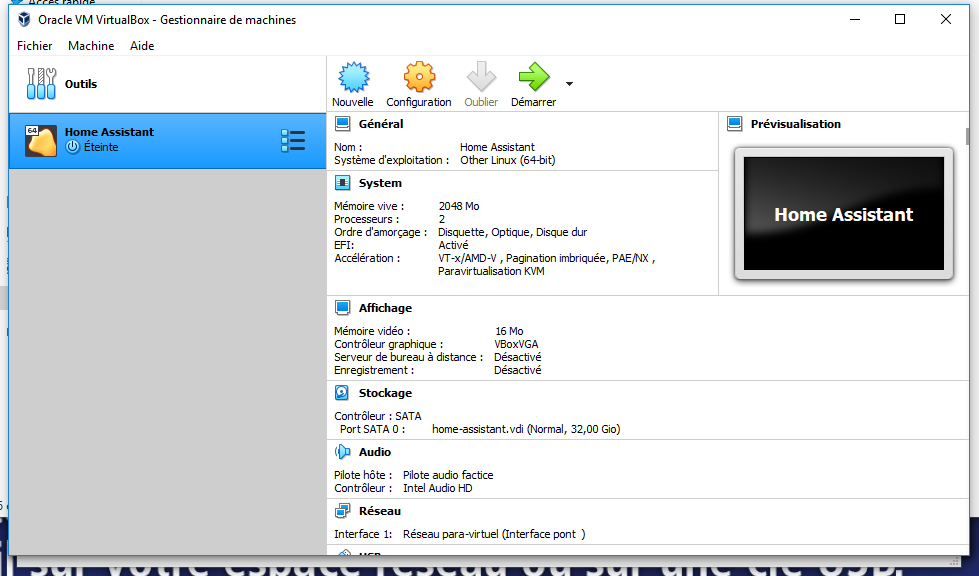 Accès rapide
Oracle VM VirtualBox - Gestionnaire de machines
Fichier Machine Aide
Outils
Nouvelle Configuration Oublier Démarrer
64
Home Assistant
Éteinte
Général
Nom : Home Assistant
Système d'exploitation : Other Linux (64-bit)
System
Mémoire vive : 2048 Mo
Processeurs : 2
Ordre d'amorçage : Disquette, Optique, Disque dur
EFI: Activé
Accélération : VT-x/AMD-V , Pagination imbriquée, PAE/NX ,
Paravirtualisation KVM
Prévisualisation
Home Assistant
Affichage
Mémoire vidéo : 16 Mo
Contrôleur graphique : VBoxVGA
Serveur de bureau à distance : Désactivé
Enregistrement : Désactivé
Stockage
Contrôleur : SATA
Port SATA 0 : home-assistant.vdi (Normal, 32,00 Gio)
Audio
Pilote hôte : Pilote audio factice
Contrôleur : Intel Audio HD
Réseau
Interface 1: Réseau para-virtuel (Interface pont )
USB
sur votre espace réseau ou sur une clé USB.